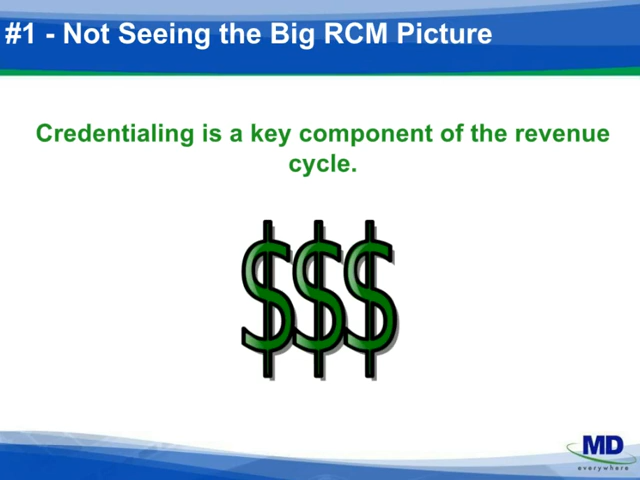 #1 - Not Seeing the Big RCM Picture
Credentialing is a key component of the revenue
cycle.
$$$
MD
everywhere